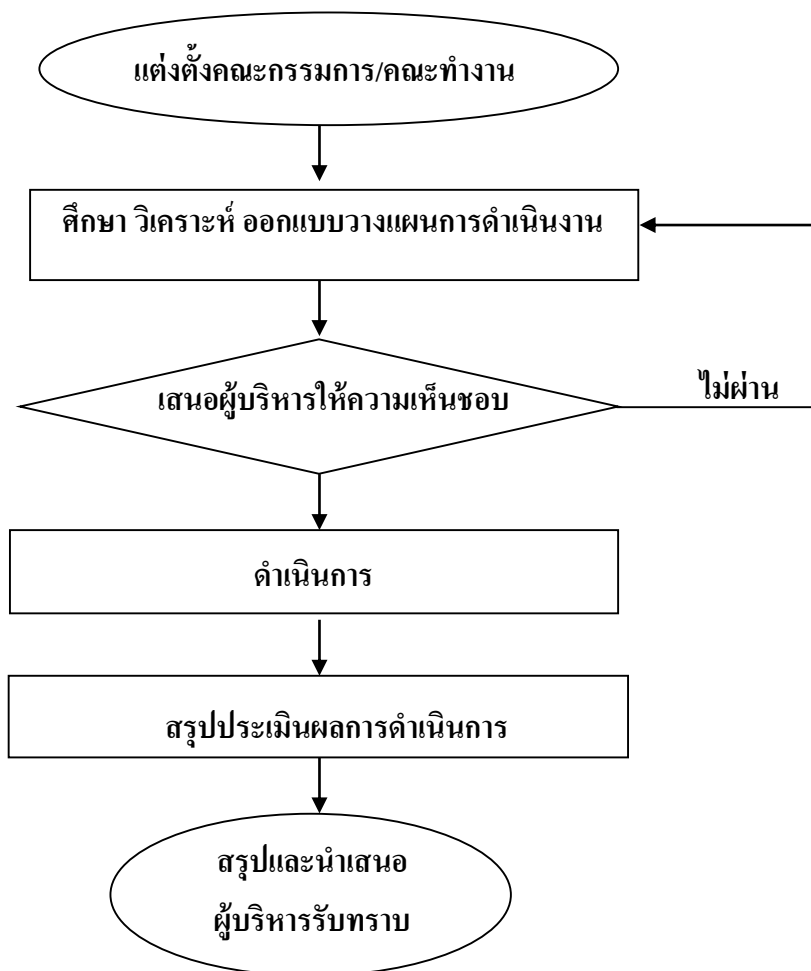 แต่งตั้งคณะกรรมการ/คณะทำงาน
ศึกษา วิเคราะห์ ออกแบบวางแผนการดำเนินงาน
เสนอผู้บริหารให้ความเห็นชอบ
ไม่ผ่าน
ดำเนินการ
สรุปประเมินผลการดำเนินการ
สรุปและนำเสนอ
ผู้บริหารรับทราบ